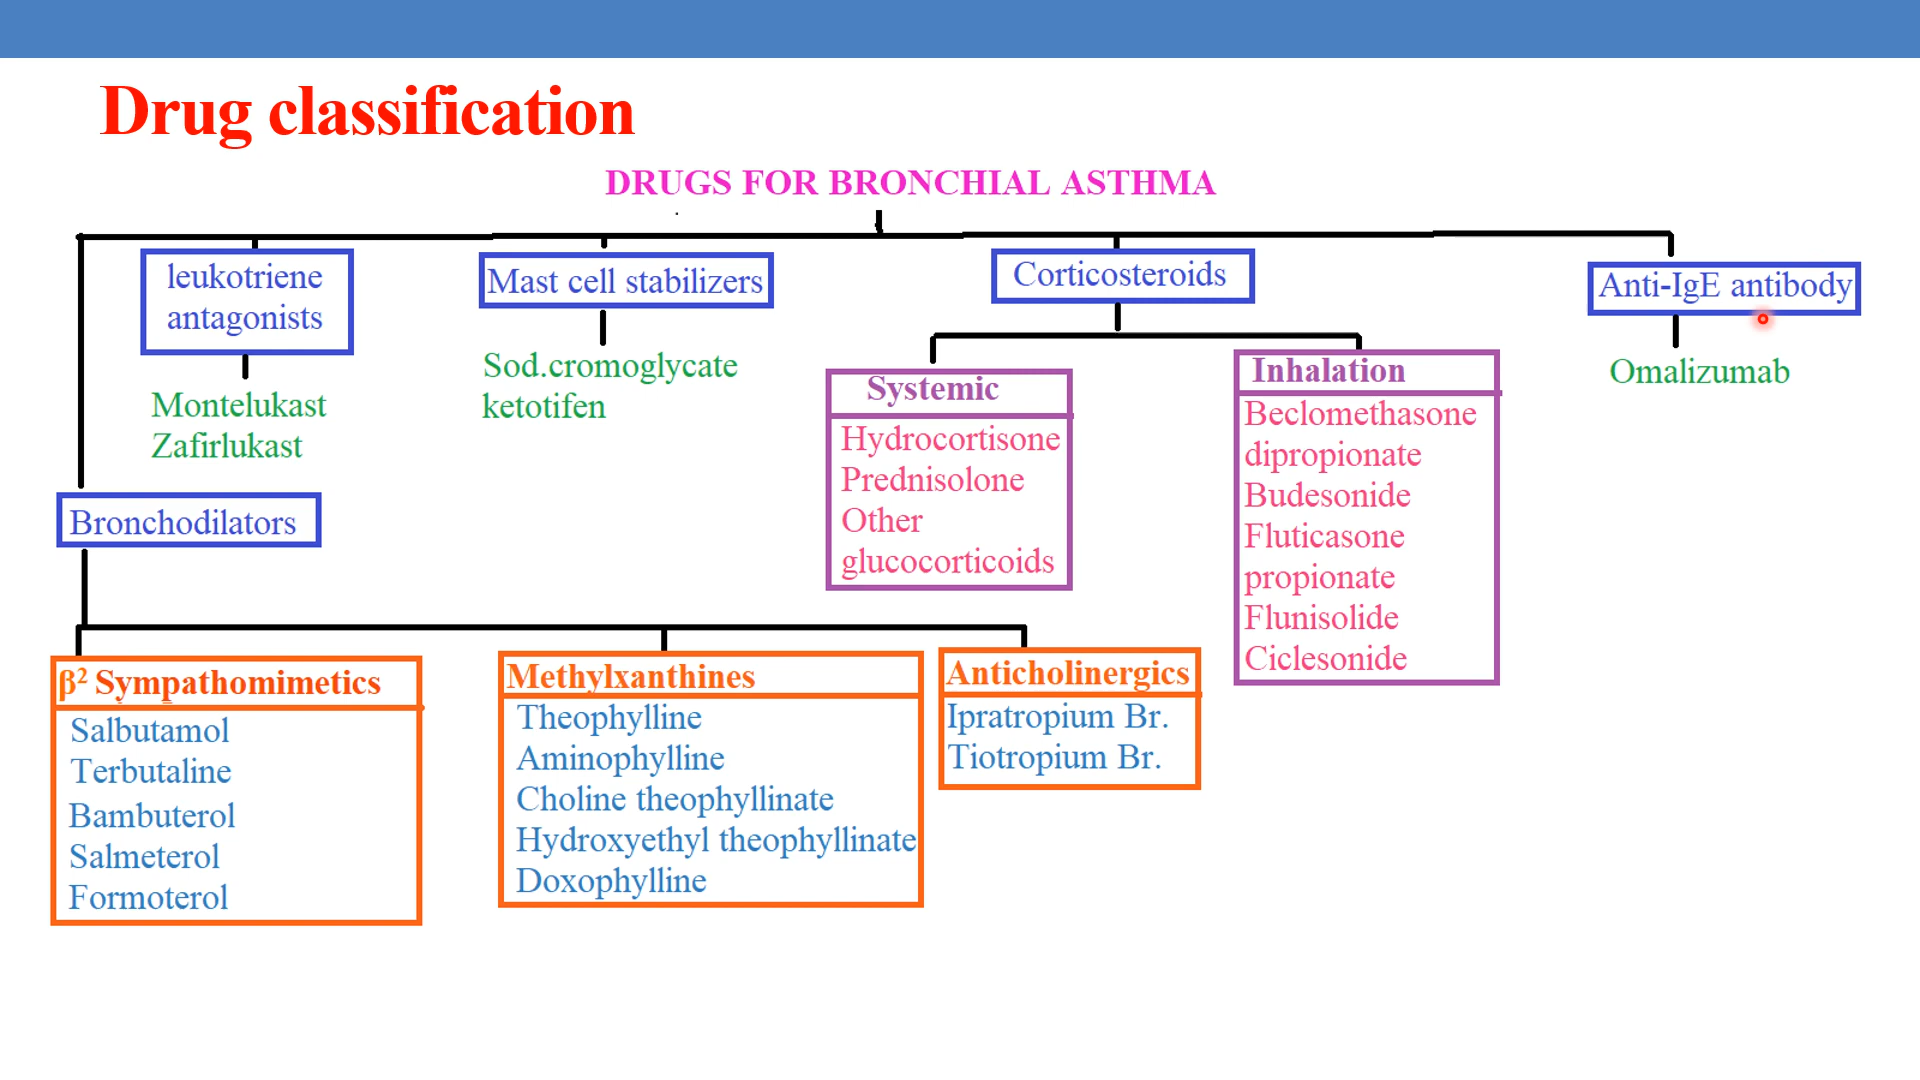 Drug classification
DRUGS FOR BRONCHIAL ASTHMA
leukotriene
antagonists
Montelukast
Zafirlukast
Mast cell stabilizers
Sod.cromoglycate
ketotifen
Corticosteroids
Systemic
Hydrocortisone
Prednisolone
Other
glucocorticoids
Inhalation
Beclomethasone
dipropionate
Budesonide
Fluticasone
propionate
Flunisolide
Ciclesonide
Anti-IgE antibody
Omalizumab
Bronchodilators
β² Sympathomimetics
Salbutamol
Terbutaline
Bambuterol
Salmeterol
Formoterol
Methylxanthines
Theophylline
Aminophylline
Choline theophyllinate
Hydroxyethyl theophyllinate
Doxophylline
Anticholinergics
Ipratropium Br.
Tiotropium Br.